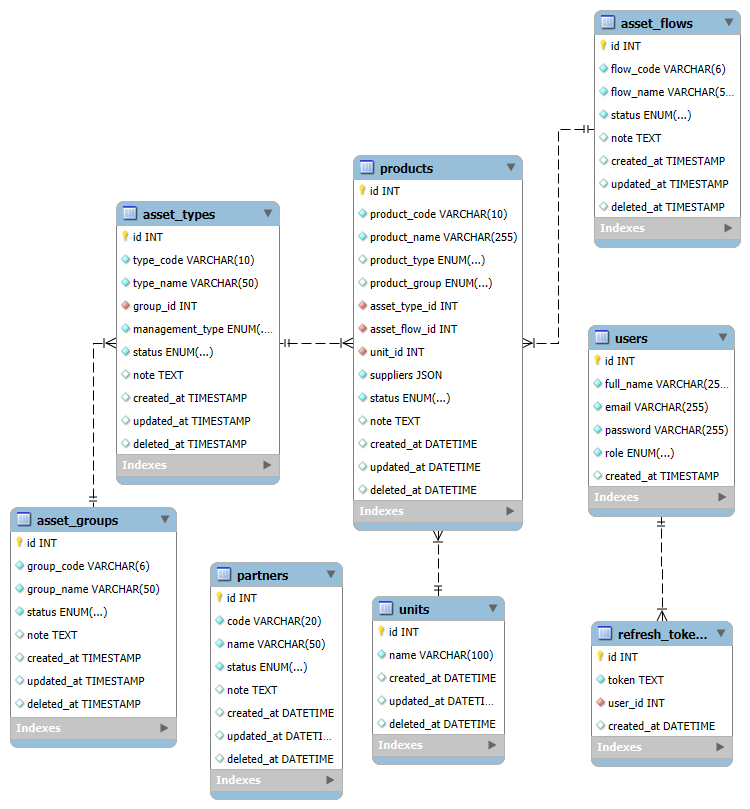 asset_flows
id INT
flow_code VARCHAR(6)
flow_name VARCHAR(5...
status ENUM(...)
note TEXT
created_at TIMESTAMP
updated_at TIMESTAMP
deleted_at TIMESTAMP
Indexes
products
id INT
product_code VARCHAR(10)
product_name VARCHAR(255)
product_type ENUM(...)
product_group ENUM(...)
asset_type_id INT
asset_flow_id INT
unit_id INT
suppliers JSON
status ENUM(...)
note TEXT
created_at DATETIME
updated_at DATETIME
deleted_at DATETIME
Indexes
asset_types
id INT
type_code VARCHAR(10)
type_name VARCHAR(50)
group_id INT
management_type ENUM(...
status ENUM(...)
note TEXT
created_at TIMESTAMP
updated_at TIMESTAMP
deleted_at TIMESTAMP
Indexes
users
id INT
full_name VARCHAR(25...
email VARCHAR(255)
password VARCHAR(255)
role ENUM(...)
created_at TIMESTAMP
Indexes
asset_groups
id INT
group_code VARCHAR(6)
group_name VARCHAR(50)
status ENUM(...)
note TEXT
created_at TIMESTAMP
updated_at TIMESTAMP
deleted_at TIMESTAMP
Indexes
partners
id INT
code VARCHAR(20)
name VARCHAR(50)
status ENUM(...)
note TEXT
created_at DATETIME
updated_at DATETI...
deleted_at DATETIME
Indexes
units
id INT
name VARCHAR(100)
created_at DATETIME
updated_at DATETI...
deleted_at DATETIME
Indexes
refresh_toke...
id INT
token TEXT
user_id INT
created_at DATETIME
Indexes